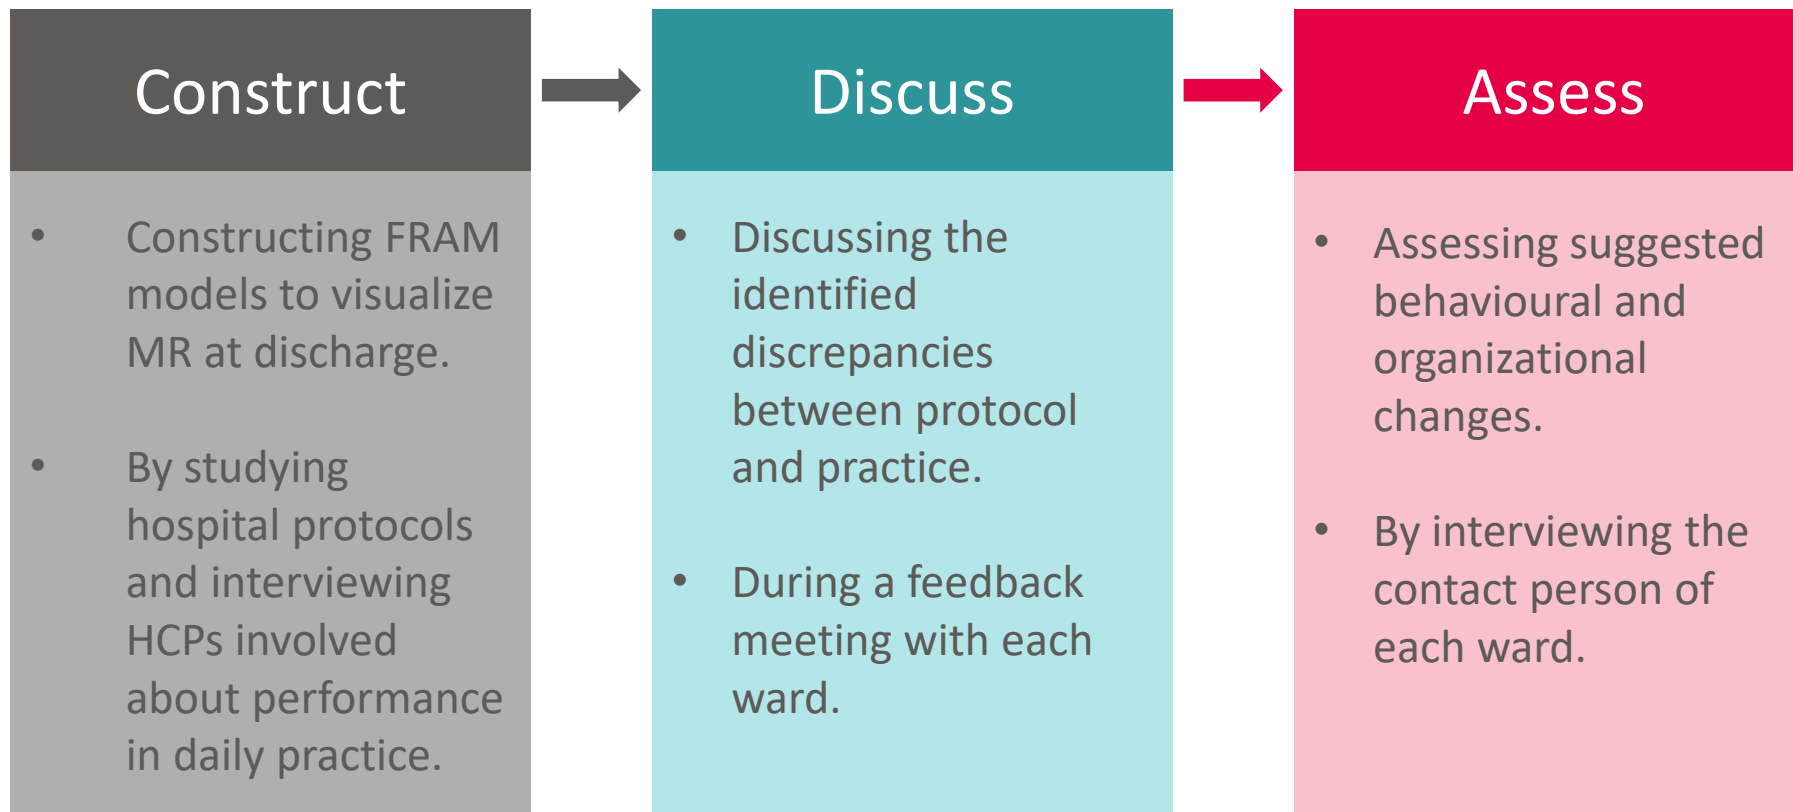 Construct
• Constructing FRAM
models to visualize
MR at discharge.
• By studying
hospital protocols
and interviewing
HCPs involved
about performance
in daily practice.
Discuss
• Discussing the
identified
discrepancies
between protocol
and practice.
• During a feedback
meeting with each
ward.
Assess
• Assessing suggested
behavioural and
organizational
changes.
• By interviewing the
contact person of
each ward.